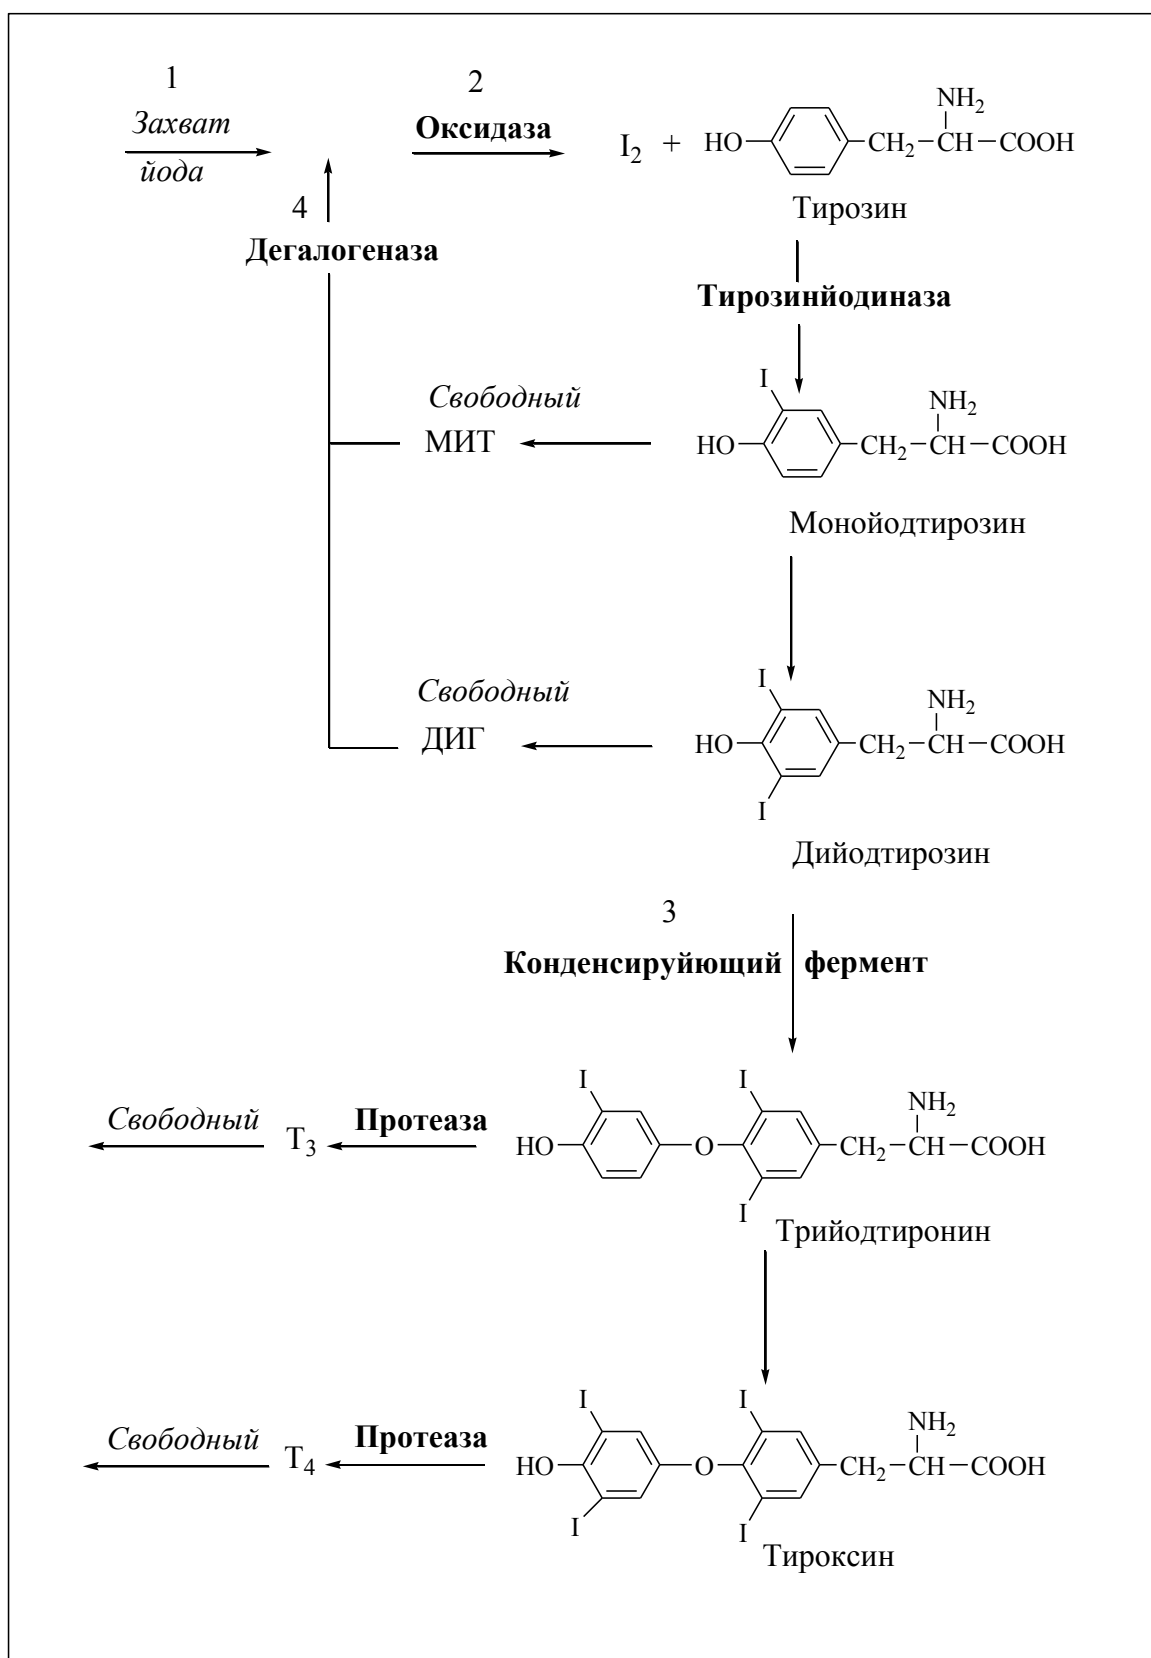 1
Захват
йода
2
Оксидаза
I2 + HO CH2 CH NH2 COOH
Тирозин
4
Дегалогеназа
Тирозинйодиназа
Свободный
МИТ
I
HO CH2 CH NH2 COOH
Монойодтирозин
Свободный
ДИГ
I
HO CH2 CH NH2 COOH
I
Дийодтирозин
3
Конденсируйющий фермент
Свободный T3 Протеаза
I I
HO O CH2 CH NH2 COOH
I
Трийодтиронин
Свободный T4 Протеаза
I I
HO O CH2 CH NH2 COOH
I I
Тироксин